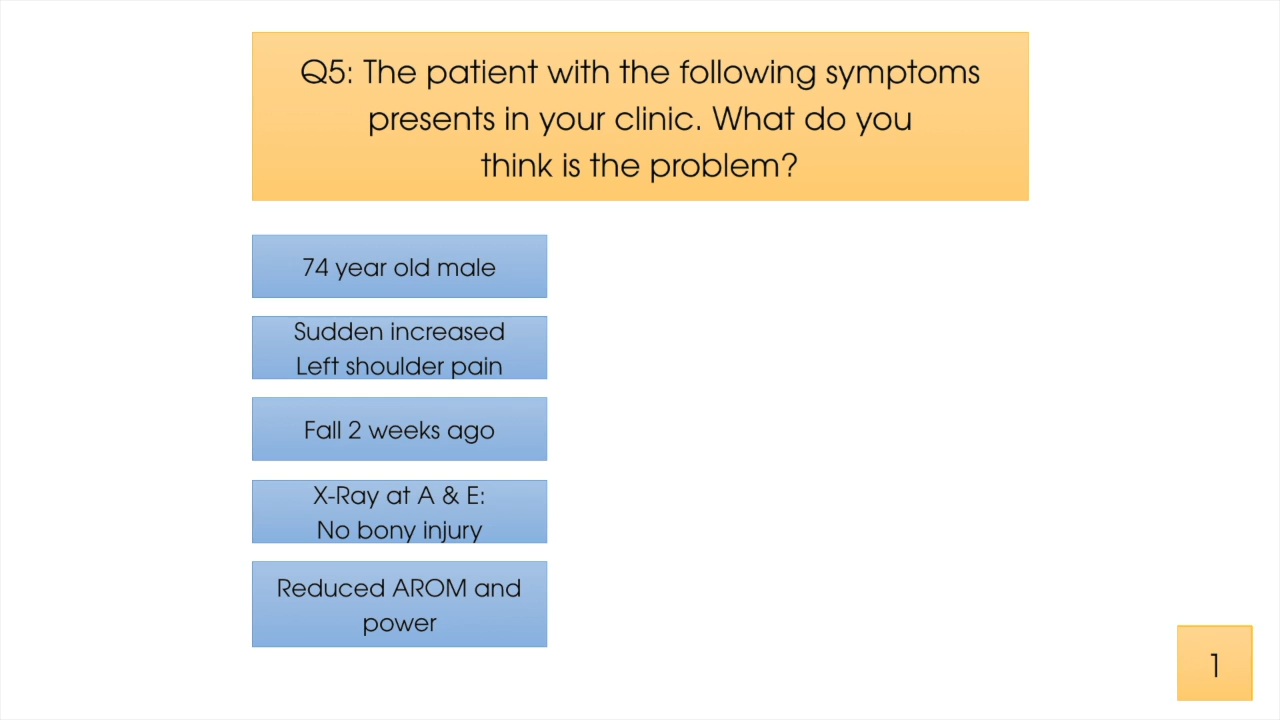 Q5: The patient with the following symptoms
presents in your clinic. What do you
think is the problem?
74 year old male
Sudden increased
Left shoulder pain
Fall 2 weeks ago
X-Ray at A & E:
No bony injury
Reduced AROM and
power
1